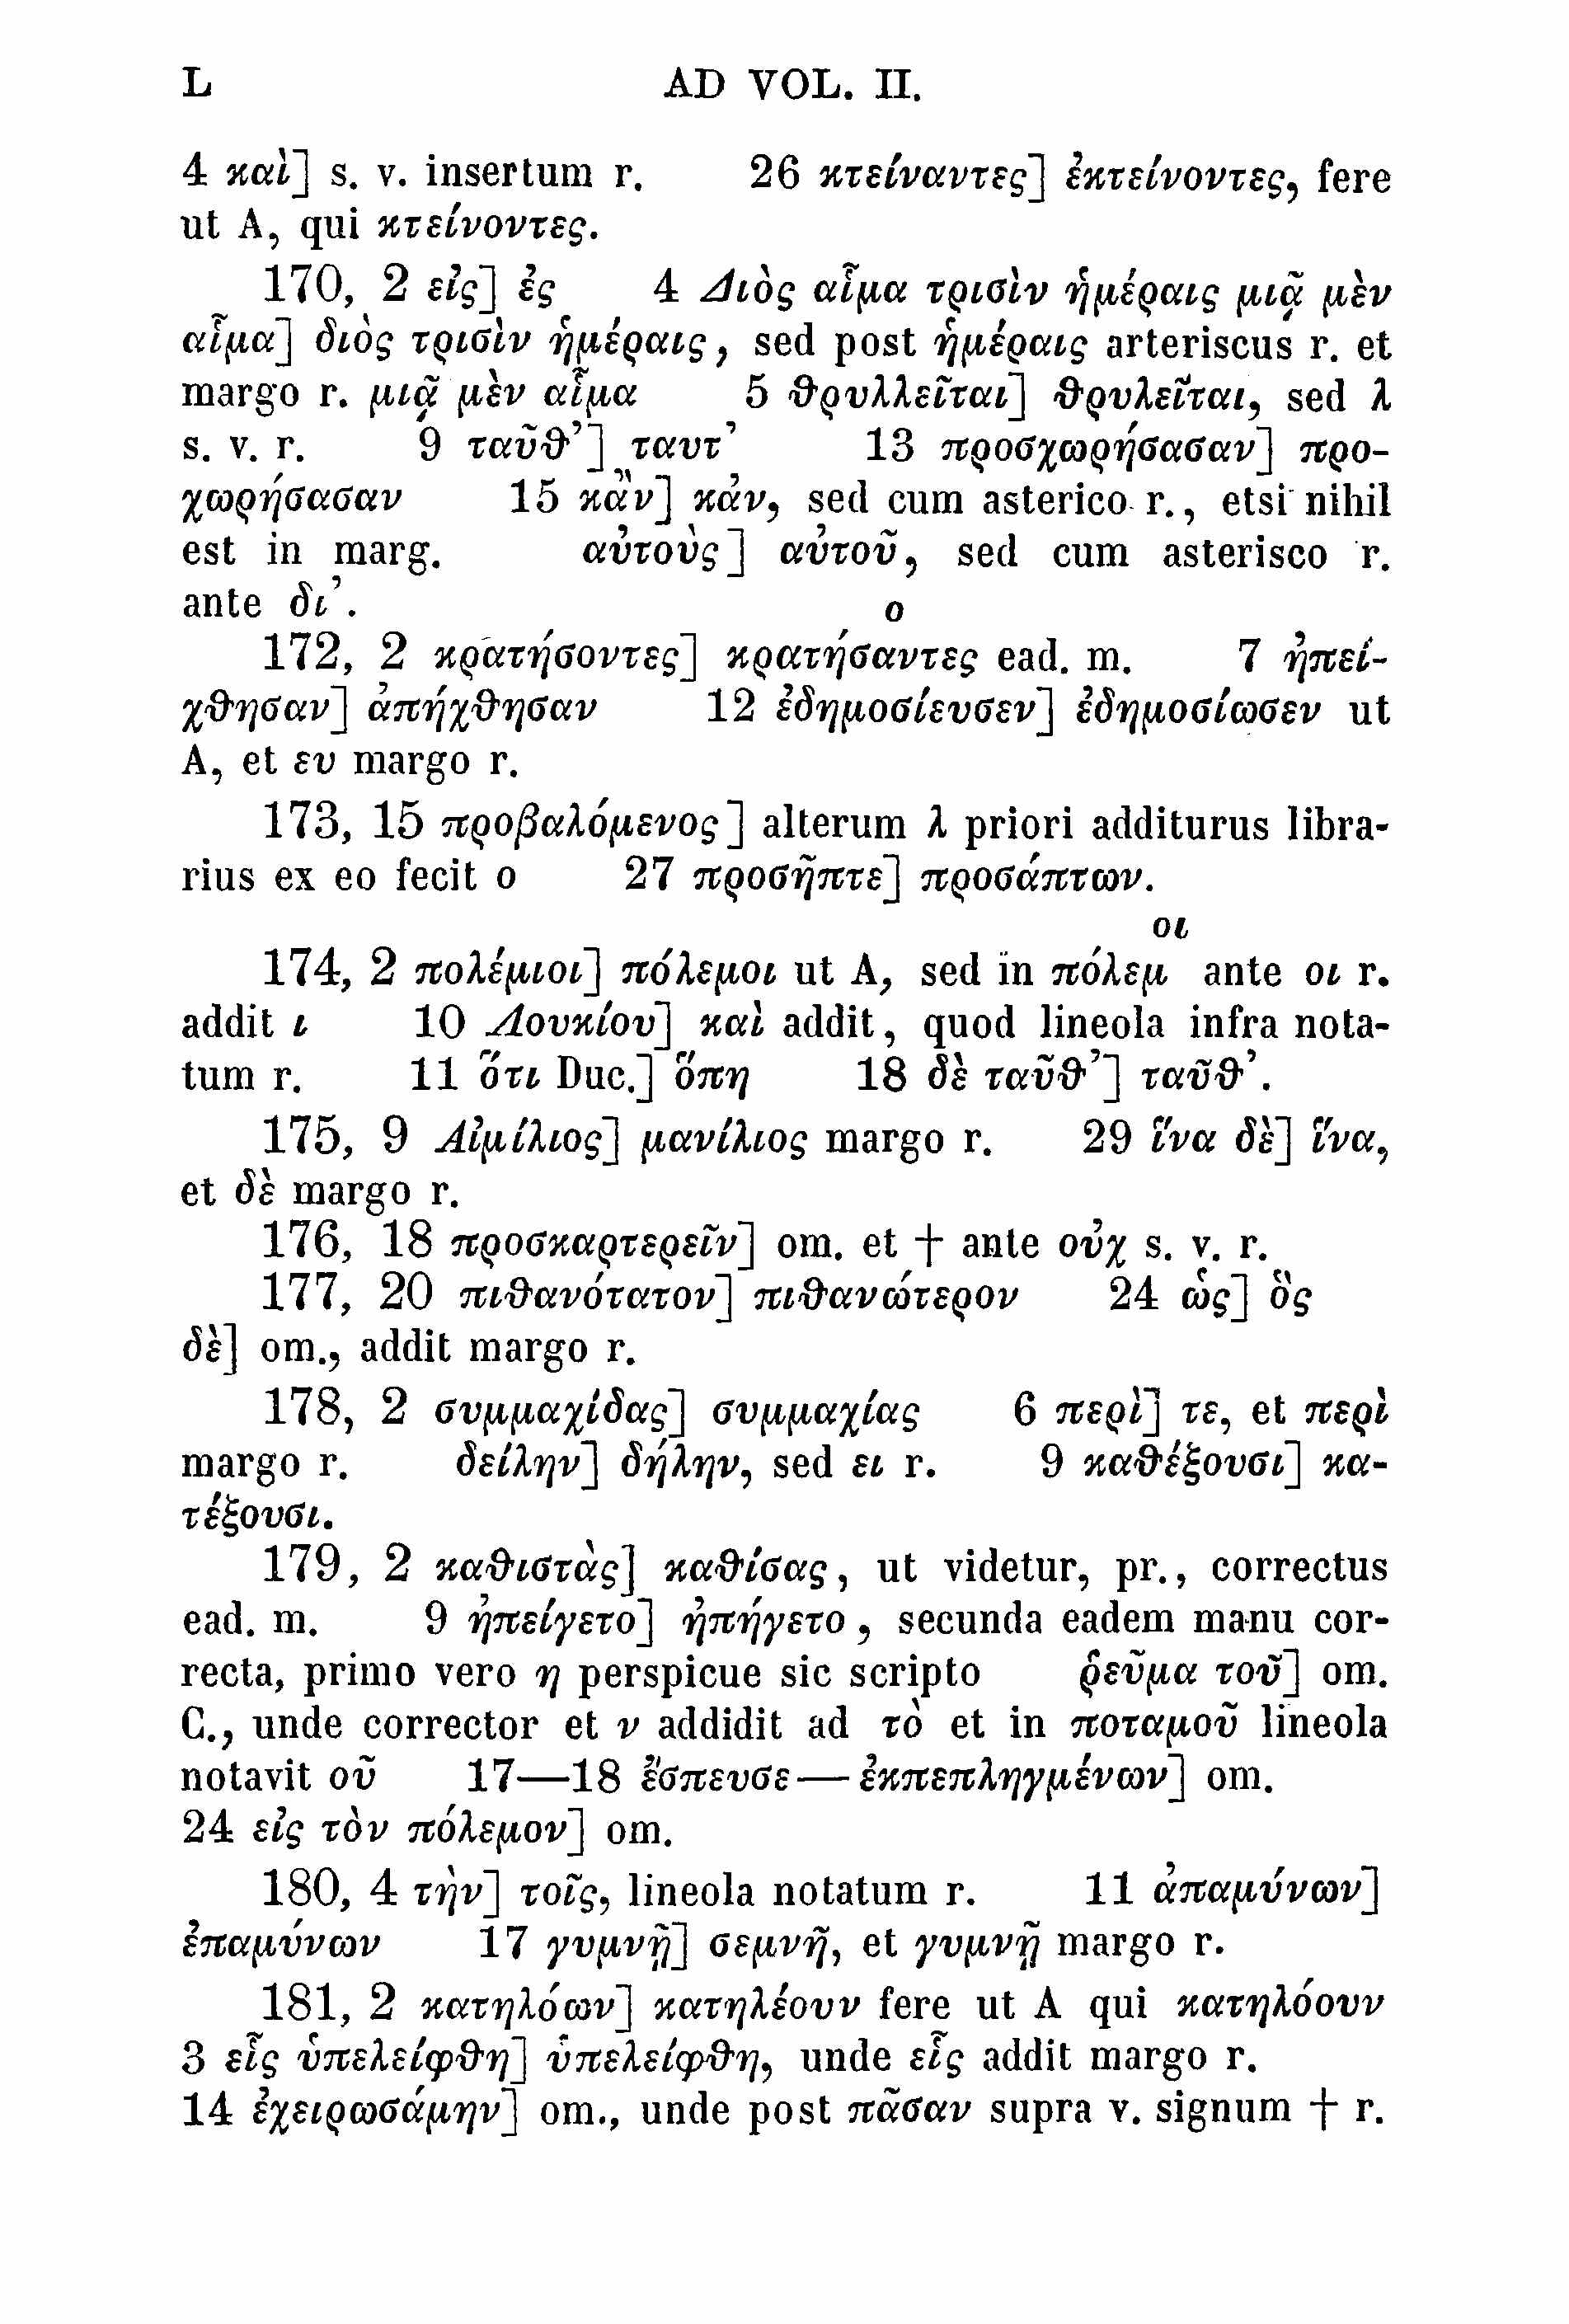 L AD VOL. II.
4 καὶ] s. v. insertum r. 26 κτείναντες] ἐκτείνοντες, fere
ut A, qui κτείνοντες.
170, 2 εἰς] ἐς 4 Διὸς αἷμα τρισὶν ἡμέραις μιᾷ μὲν
αἷμα] διὸς τρισὶν ἡμέραις, sed post ἡμέραις arteriscus r. et
margo r. μιᾷ μὲν αἷμα 5 θρυλλεῖται] θρυλεῖται, sed λ
s. v. r. 9 ταῦθ’] ταυτ’ 13 προσχωρήσασαν] προ-
χωρήσασαν 15 κἂν] κἀν, sed cum asterico r., etsi nihil
est in marg. αὐτοὺς] αὐτοῦ, sed cum asterisco r.
ante δι’.
ο
172, 2 κρατήσοντες] κρατήσαντες ead. m. 7 ἠπεί-
χθησαν] ἀπήχθησαν 12 ἐδημοσίευσεν] ἐδημοσίωσεν ut
A, et ευ margo r.
173, 15 προβαλόμενος] alterum λ priori additurus libra-
rius ex eo fecit ο 27 προσῆπτε] προσάπτων.
οι
174, 2 πολέμιοι] πόλεμοι ut A, sed in πόλεμ ante οι r.
addit ι 10 Λουκίου] καὶ addit, quod lineola infra nota-
tum r. 11 ὅτι Duc.] ὅπη 18 δὲ ταῦθ’] ταῦθ’.
175, 9 Αἰμίλιος] μανίλιος margo r. 29 ἵνα δὲ] ἵνα,
et δὲ margo r.
176, 18 προσκαρτερεῖν] om. et † ante οὐχ s. v. r.
177, 20 πιθανότατον] πιθανώτερον 24 ὡς] ὃς
δὲ] om., addit margo r.
178, 2 συμμαχίδας] συμμαχίας 6 περὶ] τε, et περὶ
margo r. δείλην] δήλην, sed ει r. 9 καθέξουσι] κα-
τέξουσι.
179, 2 καθιστὰς] καθίσας, ut videtur, pr., correctus
ead. m. 9 ἠπείγετο] ἠπήγετο, secunda eadem manu cor-
recta, primo vero η perspicue sic scripto ῥεῦμα τοῦ] om.
C., unde corrector et ν addidit ad τὸ et in ποταμοῦ lineola
notavit οῦ 17—18 ἔσπευσε—ἐκπεπληγμένων] om.
24 εἰς τὸν πόλεμον] om.
180, 4 τὴν] τοῖς, lineola notatum r. 11 ἀπαμύνων]
ἐπαμύνων 17 γυμνῇ] σεμνῇ, et γυμνῇ margo r.
181, 2 κατηλόων] κατηλέουν fere ut A qui κατηλόουν
3 εἷς ὑπελείφθη] ὑπελείφθη, unde εἷς addit margo r.
14 ἐχειρωσάμην] om., unde post πᾶσαν supra v. signum † r.